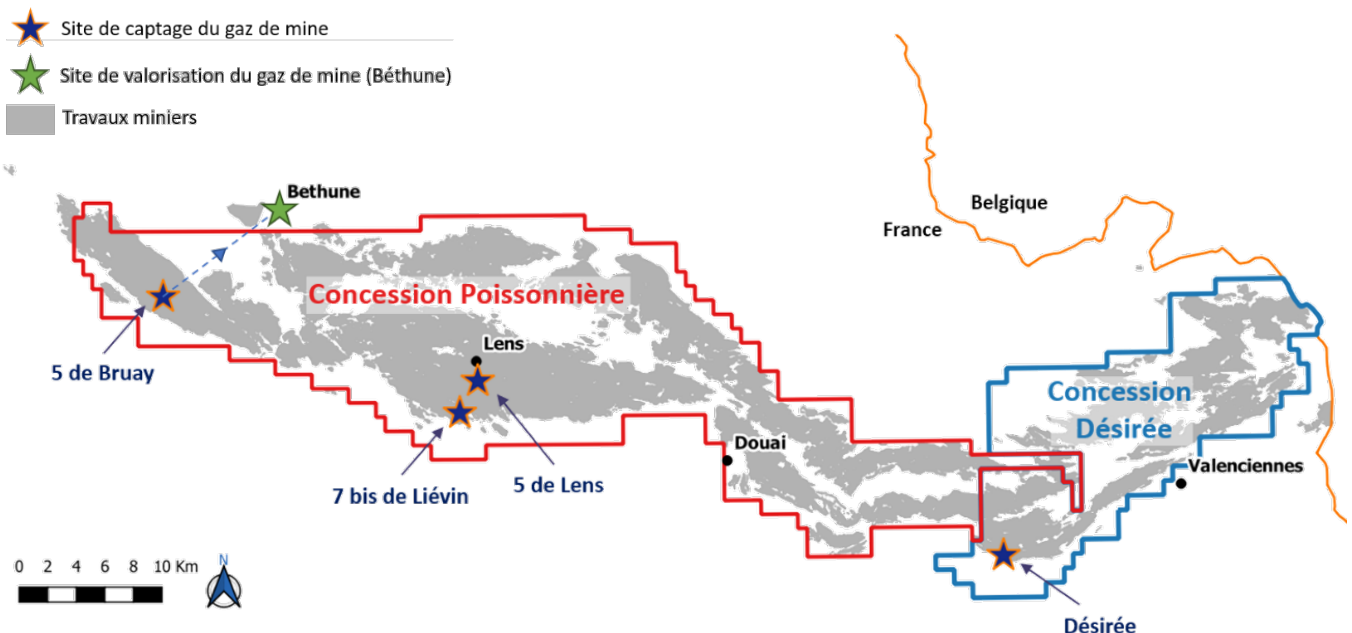 Site de captage du gaz de mine
Site de valorisation du gaz de mine (Béthune)
Travaux miniers
Bethune
Belgique
France
Concession Poissonnière
Lens
5 de Bruay
Concession
Désirée
Douai
Valenciennes
7 bis de Liévin
5 de Lens
0 2 4 6 8 10 Km
N
Désirée